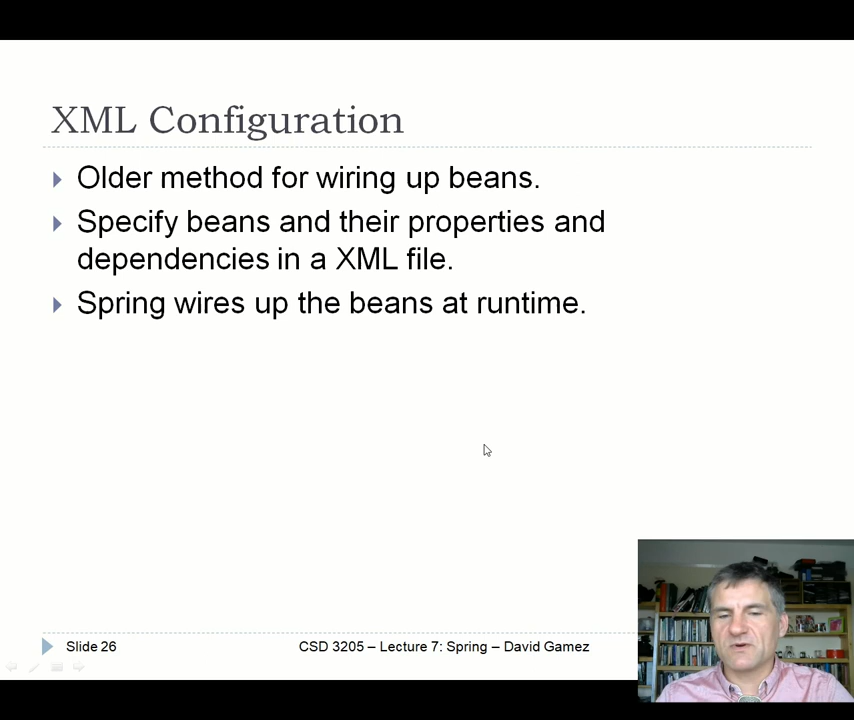 XML Configuration
Older method for wiring up beans.
Specify beans and their properties and
dependencies in a XML file.
Spring wires up the beans at runtime.
Slide 26
CSD 3205 – Lecture 7: Spring – David Gamez